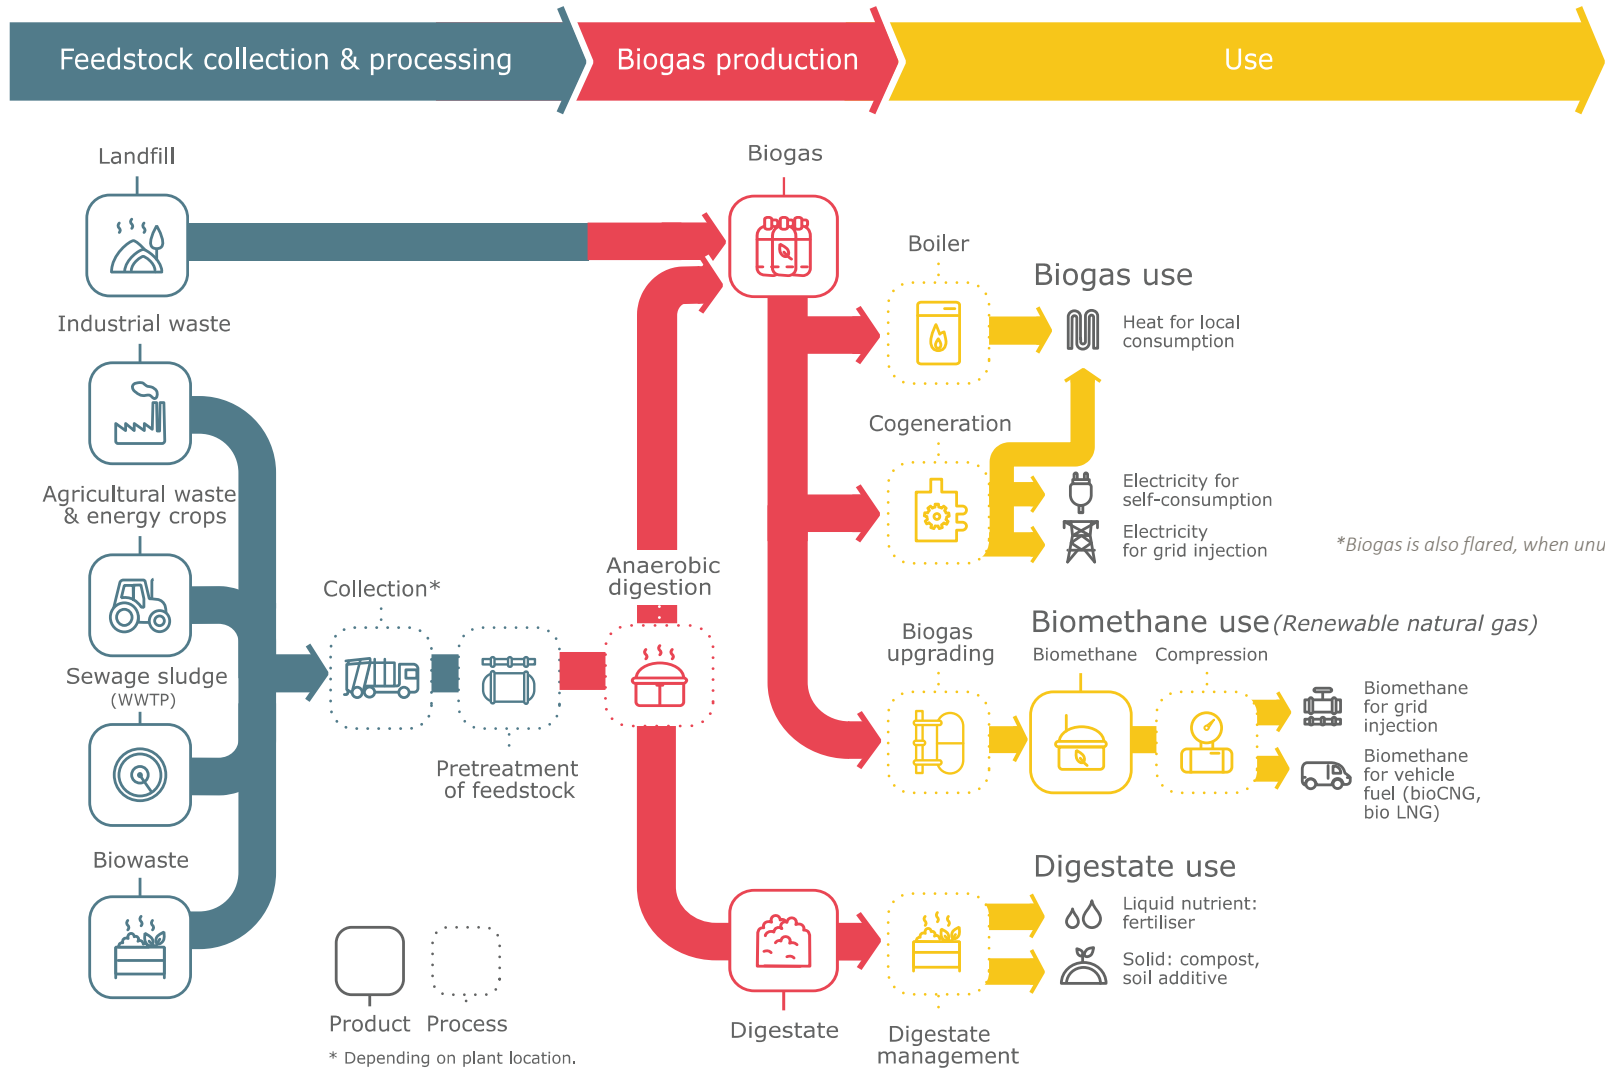 Feedstock collection & processing
Biogas production
Use
Landfill
Industrial waste
Agricultural waste
& energy crops
Sewage sludge
(WWTP)
Biowaste
Collection*
Pretreatment
of feedstock
Anaerobic
digestion
Biogas
Digestate
Boiler
Cogeneration
Biogas
upgrading
Digestate
management
Biogas use
Heat for local
consumption
Electricity for
self-consumption
Electricity
for grid injection
*Biogas is also flared, when unu
Biomethane use (Renewable natural gas)
Biomethane
Compression
Biomethane
for grid
injection
Biomethane
for vehicle
fuel (bioCNG,
bio LNG)
Digestate use
Liquid nutrient:
fertiliser
Solid: compost,
soil additive
Product
Process
* Depending on plant location.